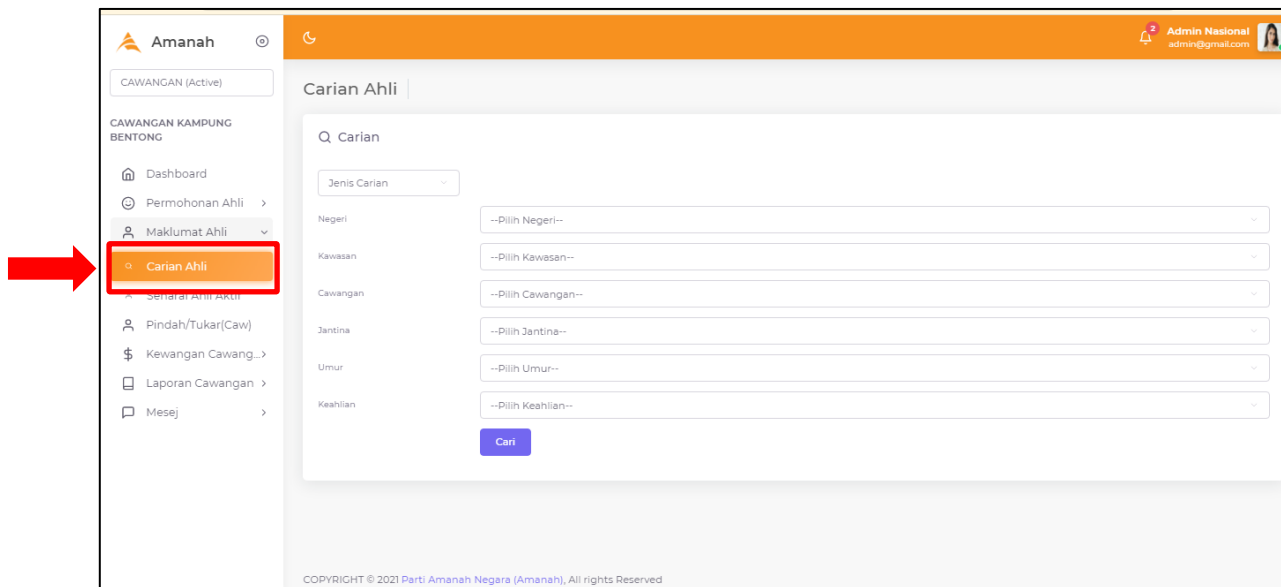 Amanah
2
Admin Nasional
admin@gmail.com
CAWANGAN (Active)
Carian Ahli
CAWANGAN KAMPUNG
BENTONG
Carian
Dashboard
Jenis Carian
Permohonan Ahli
Negeri
--Pilih Negeri--
Maklumat Ahli
Kawasan
--Pilih Kawasan--
Carian Ahli
Cawangan
--Pilih Cawangan--
Senarai Ahli Aktif
Pindah/Tukar(Caw)
Jantina
--Pilih Jantina--
Kewangan Cawang...
Umur
--Pilih Umur--
Laporan Cawangan
Keahlian
--Pilih Keahlian--
Mesej
Cari
COPYRIGHT © 2021 Parti Amanah Negara (Amanah), All rights Reserved